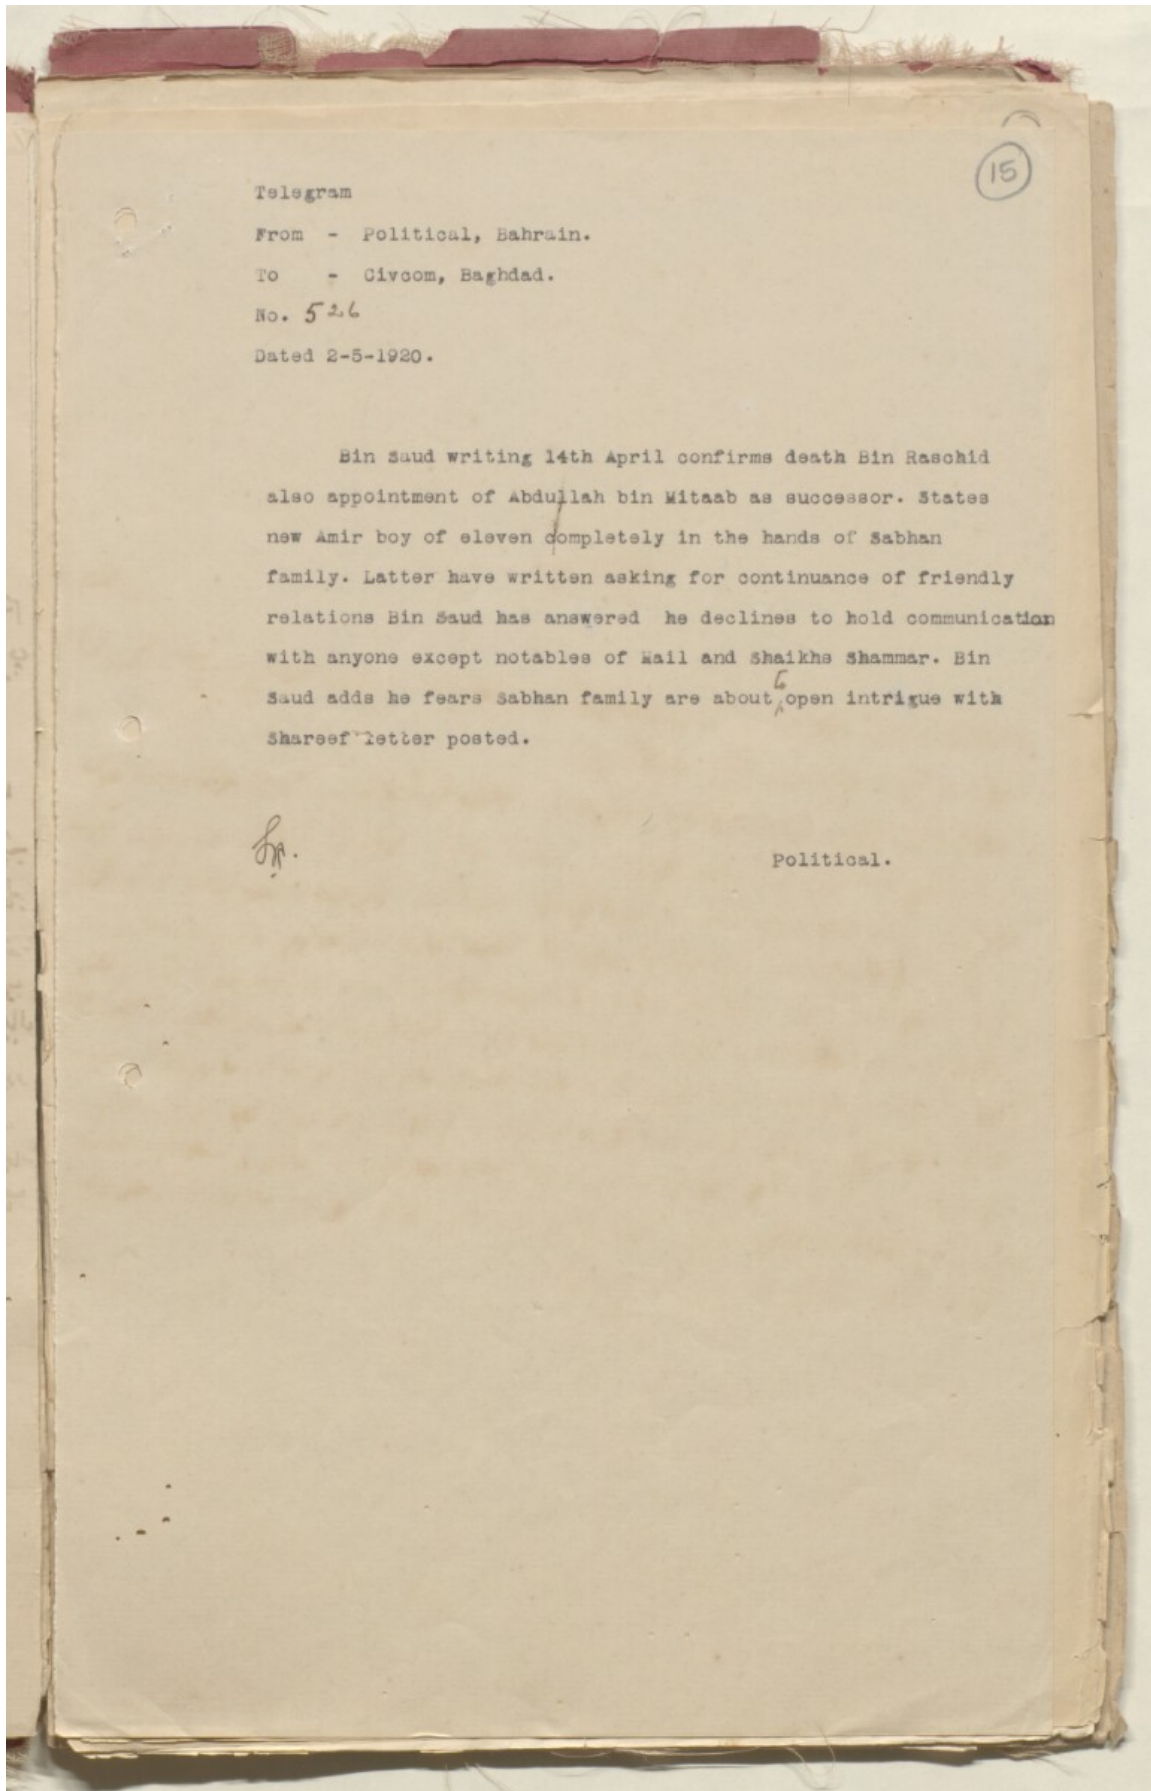 15
Telegram
From - Political, Bahrain.
To - Civcom, Baghdad.
No. 526
Dated 2-5-1920.
Bin Saud writing 14th April confirms death Bin Raschid
also appointment of Abdullah bin Mitaab as successor. States
new Amir boy of eleven completely in the hands of Sabhan
family. Latter have written asking for continuance of friendly
relations Bin Saud has answered he declines to hold communication
with anyone except notables of Hail and Shaikhs Shammar. Bin
Saud adds he fears Sabhan family are about to open intrigue with
Shareef letter posted.
Political.